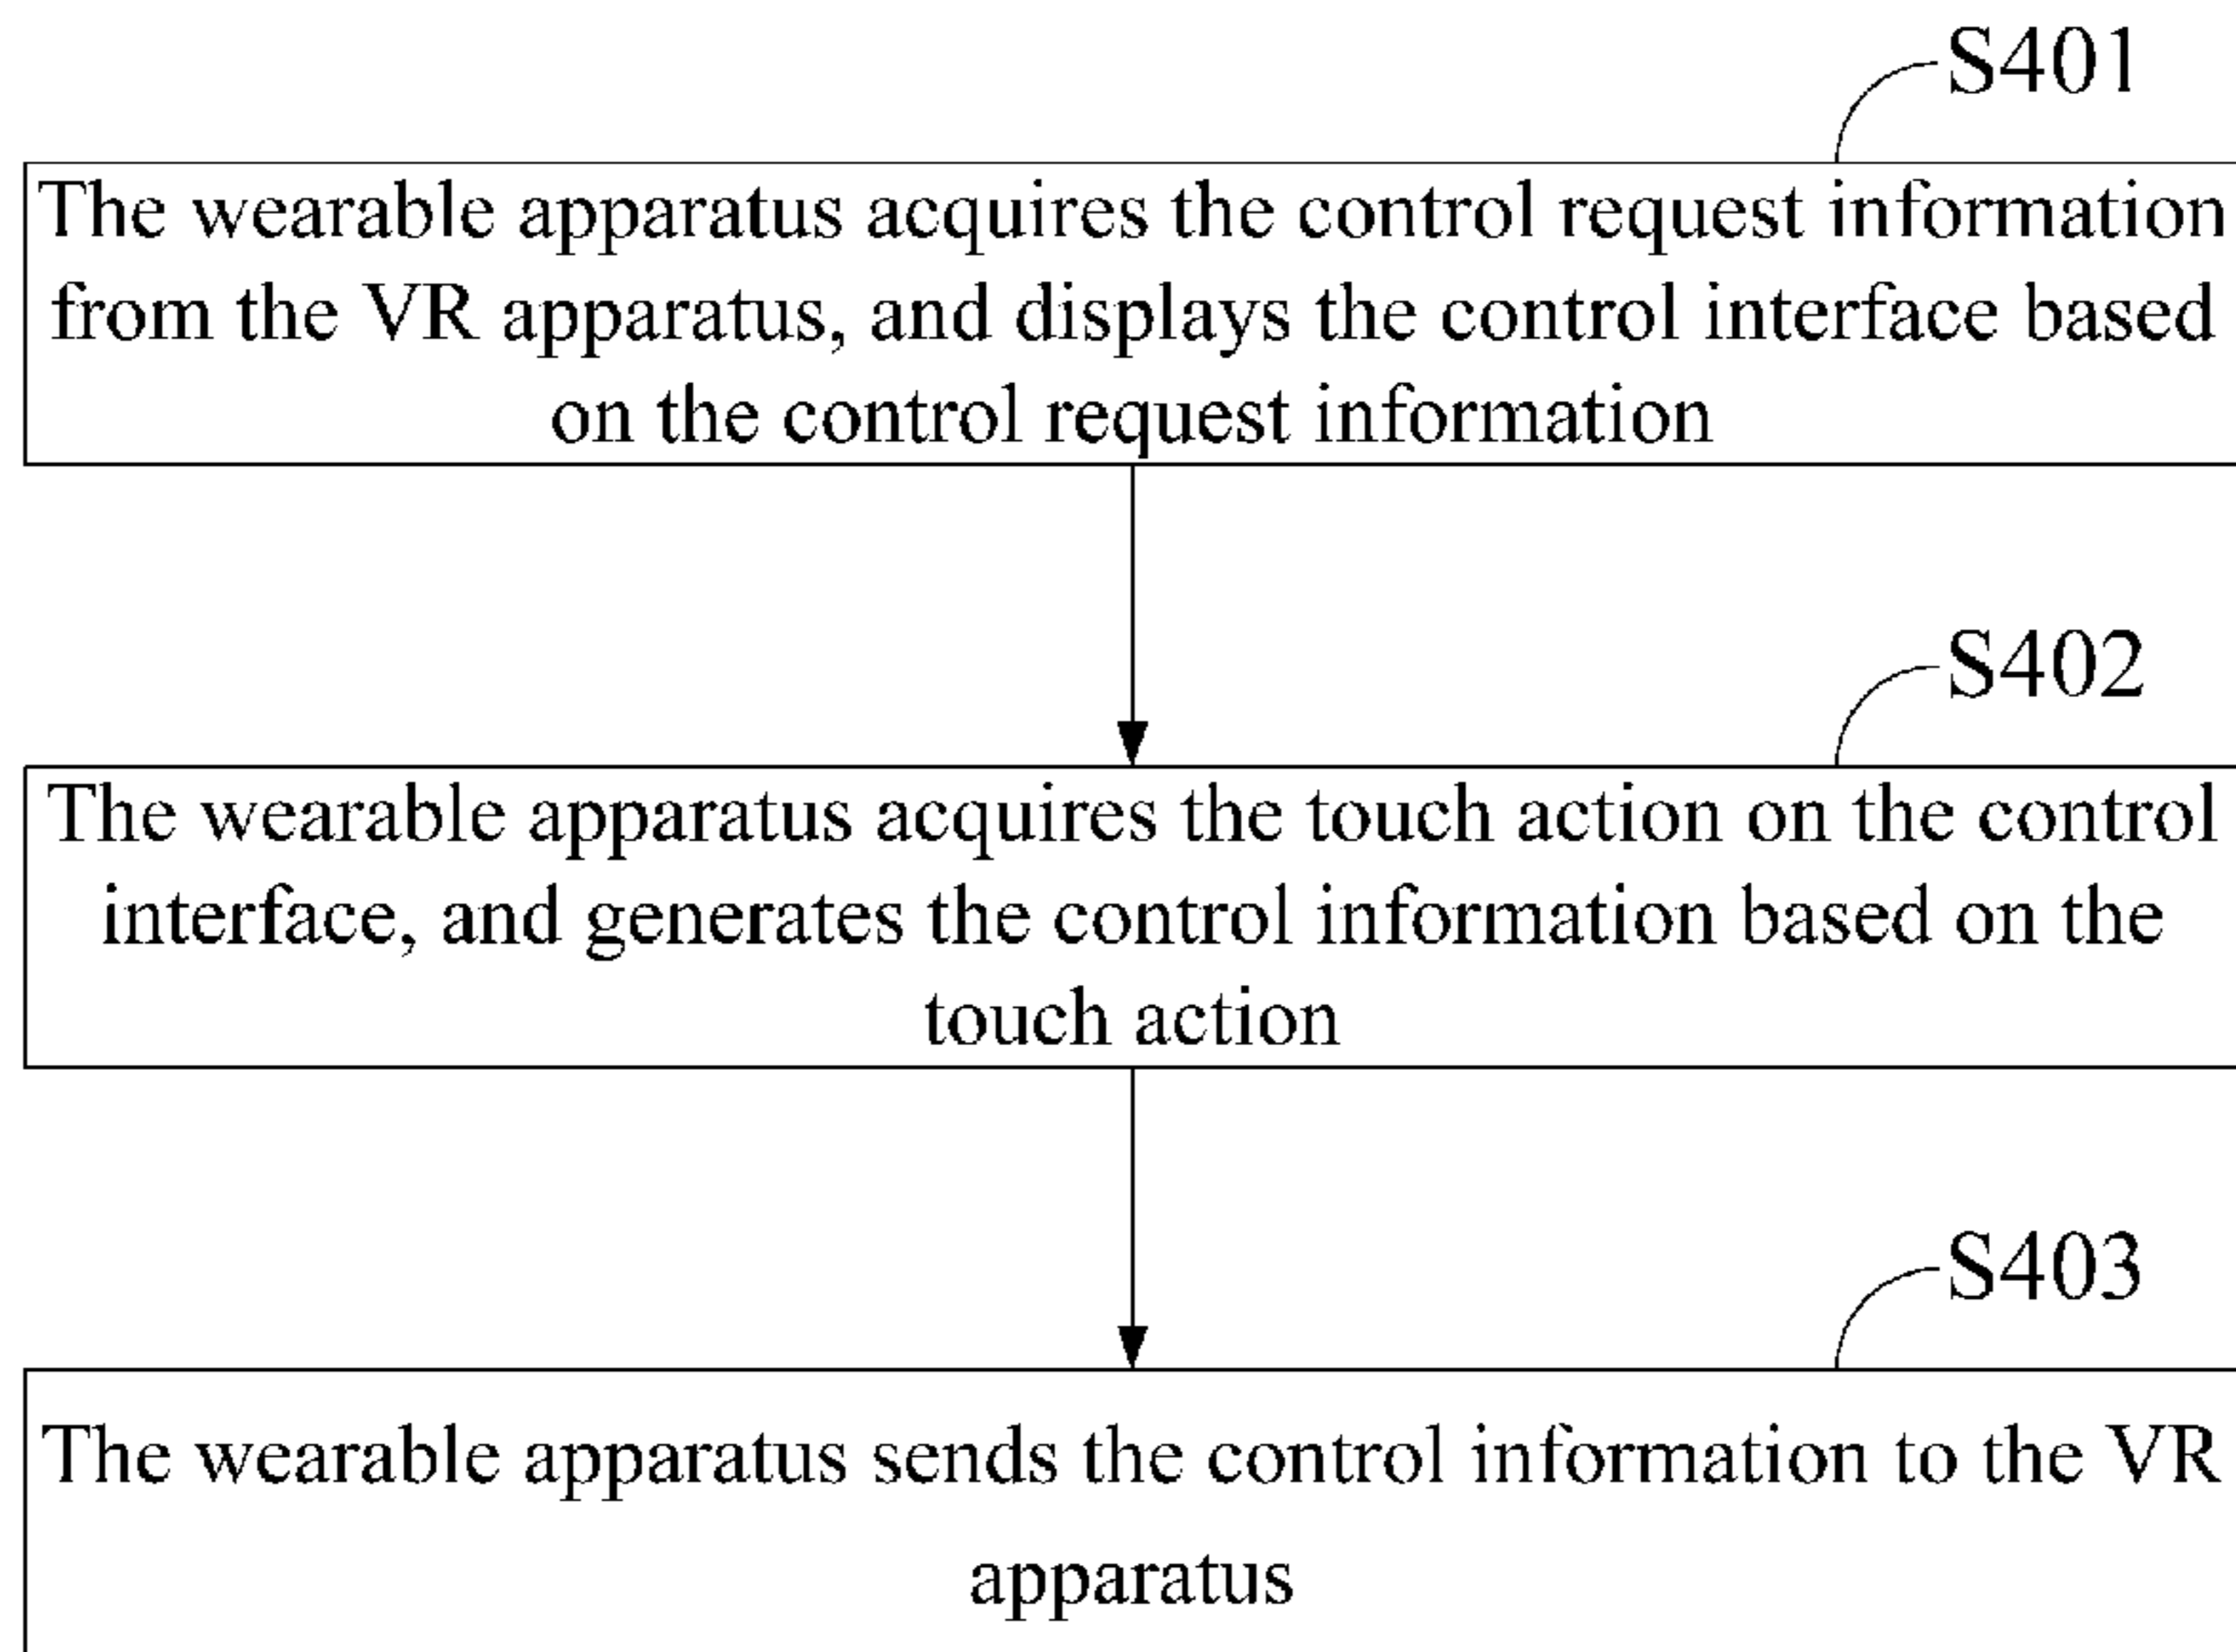 S401
The wearable apparatus acquires the control request information
from the VR apparatus, and displays the control interface based
on the control request information
S402
The wearable apparatus acquires the touch action on the control
interface, and generates the control information based on the
touch action
S403
The wearable apparatus sends the control information to the VR
apparatus